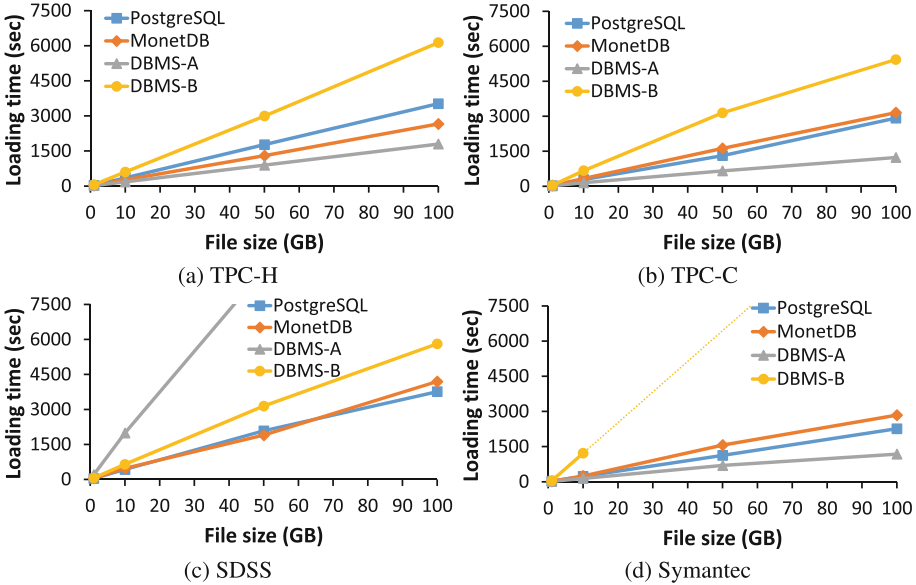 Loading time (sec)
7500
6000
4500
3000
1500
0
PostgreSQL
MonetDB
DBMS-A
DBMS-B
0 10 20 30 40 50 60 70 80 90 100
File size (GB)
(a) TPC-H
Loading time (sec)
7500
6000
4500
3000
1500
0
PostgreSQL
MonetDB
DBMS-A
DBMS-B
0 10 20 30 40 50 60 70 80 90 100
File size (GB)
(b) TPC-C
Loading time (sec)
7500
6000
4500
3000
1500
0
PostgreSQL
MonetDB
DBMS-A
DBMS-B
0 10 20 30 40 50 60 70 80 90 100
File size (GB)
(c) SDSS
Loading time (sec)
7500
6000
4500
3000
1500
0
PostgreSQL
MonetDB
DBMS-A
DBMS-B
0 10 20 30 40 50 60 70 80 90 100
File size (GB)
(d) Symantec